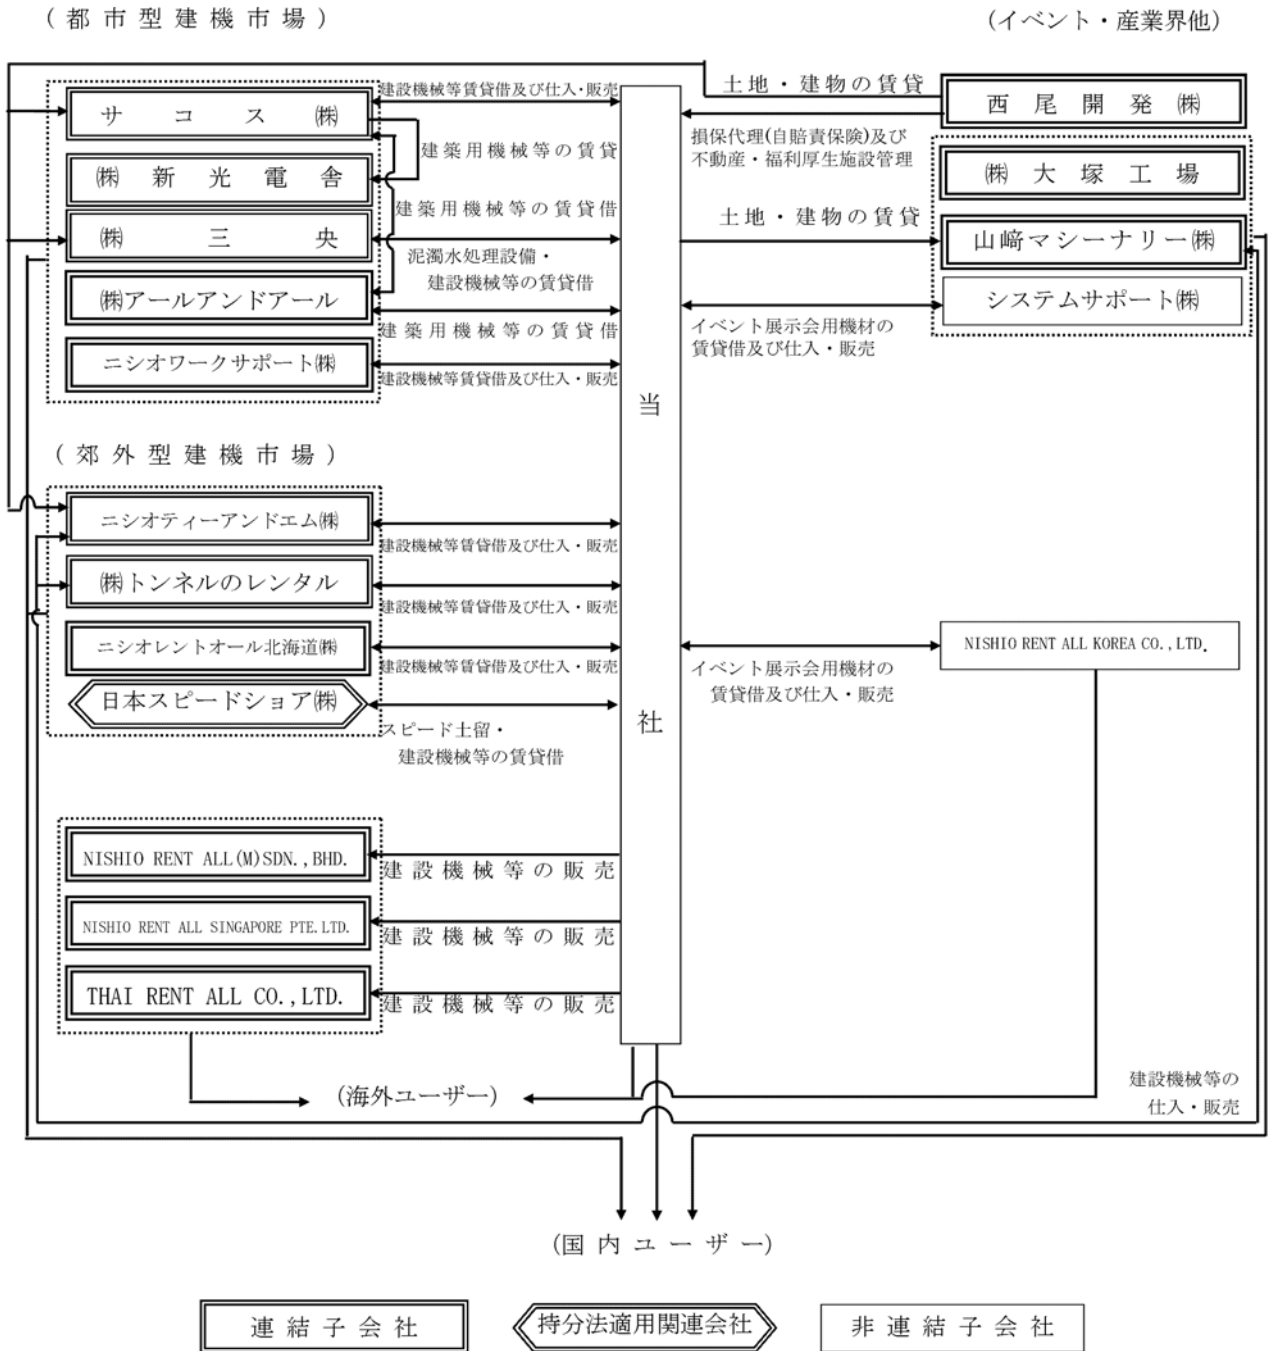 (都市型建機市場)
(イベント・産業界他)
サコス㈱
㈱新光電舎
㈱三央
㈱アールアンドアール
ニシオワークサポート㈱
建設機械等賃貸借及び仕入・販売
建築用機械等の賃貸
建築用機械等の賃貸借
泥濁水処理設備・
建設機械等の賃貸借
建築用機械等の賃貸借
建設機械等賃貸借及び仕入・販売
土地・建物の賃貸
損保代理(自賠責保険)及び
不動産・福利厚生施設管理
土地・建物の賃貸
イベント展示会用機材の
賃貸借及び仕入・販売
西尾開発㈱
㈱大塚工場
山﨑マシーナリー㈱
システムサポート㈱
当
社
(郊外型建機市場)
ニシオティーアンドエム㈱
㈱トンネルのレンタル
ニシオレントオール北海道㈱
日本スピードショア㈱
建設機械等賃貸借及び仕入・販売
建設機械等賃貸借及び仕入・販売
建設機械等賃貸借及び仕入・販売
スピード土留・
建設機械等の賃貸借
NISHIO RENT ALL KOREA CO.,LTD.
イベント展示会用機材の
賃貸借及び仕入・販売
NISHIO RENT ALL(M)SDN.,BHD.
建設機械等の販売
NISHIO RENT ALL SINGAPORE PTE.LTD.
建設機械等の販売
THAI RENT ALL CO.,LTD.
建設機械等の販売
(海外ユーザー)
建設機械等の
仕入・販売
(国内ユーザー)
連結子会社
持分法適用関連会社
非連結子会社